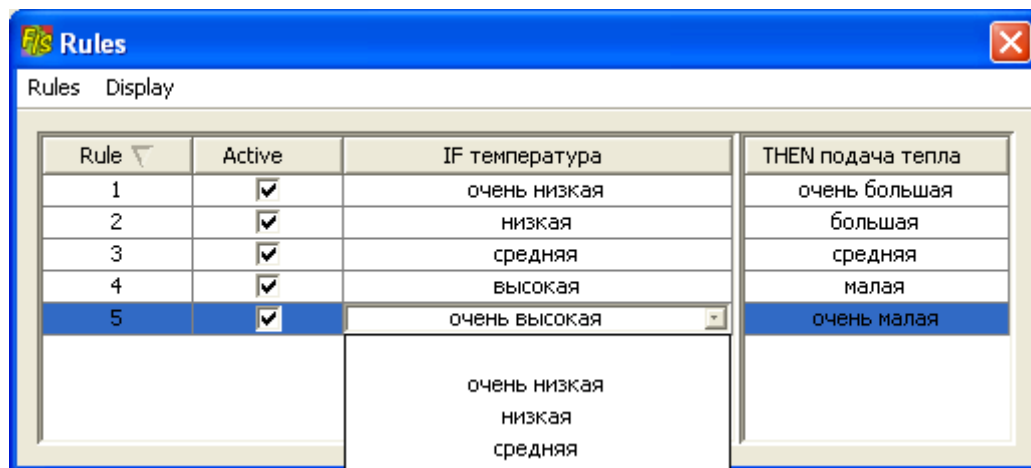 Rules
Rules Display
Rule Active IF температура THEN подача тепла
1 очень низкая очень большая
2 низкая большая
3 средняя средняя
4 высокая малая
5 очень высокая очень малая
очень низкая
низкая
средняя